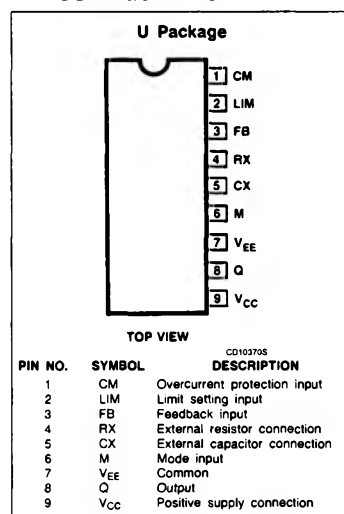 U Package
1 CM
2 LIM
3 FB
4 RX
5 CX
6 M
7 VEE
8 Q
9 VCC
TOP VIEW
CD10370S
PIN NO. SYMBOL DESCRIPTION
1 CM Overcurrent protection input
2 LIM Limit setting input
3 FB Feedback input
4 RX External resistor connection
5 CX External capacitor connection
6 M Mode input
7 VEE Common
8 Q Output
9 VCC Positive supply connection